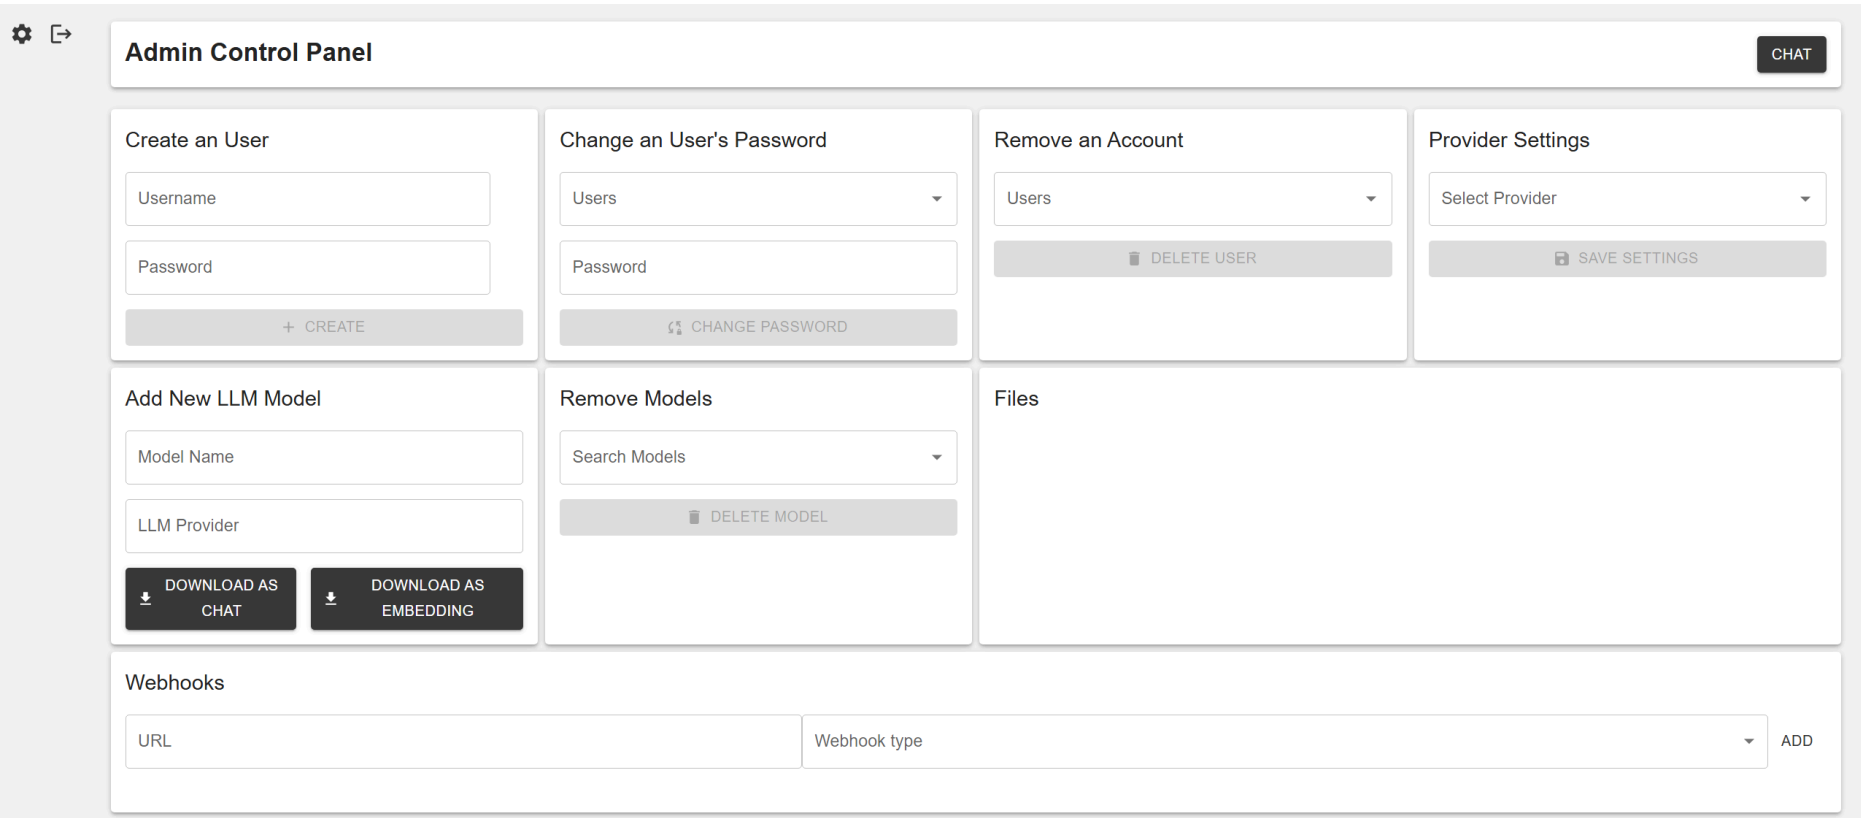 Admin Control Panel
CHAT
Create an User
Username
Password
CREATE
Change an User's Password
Users
Password
CHANGE PASSWORD
Remove an Account
Users
DELETE USER
Provider Settings
Select Provider
SAVE SETTINGS
Add New LLM Model
Model Name
LLM Provider
DOWNLOAD AS
CHAT
DOWNLOAD AS
EMBEDDING
Remove Models
Search Models
DELETE MODEL
Files
Webhooks
URL
Webhook type
ADD